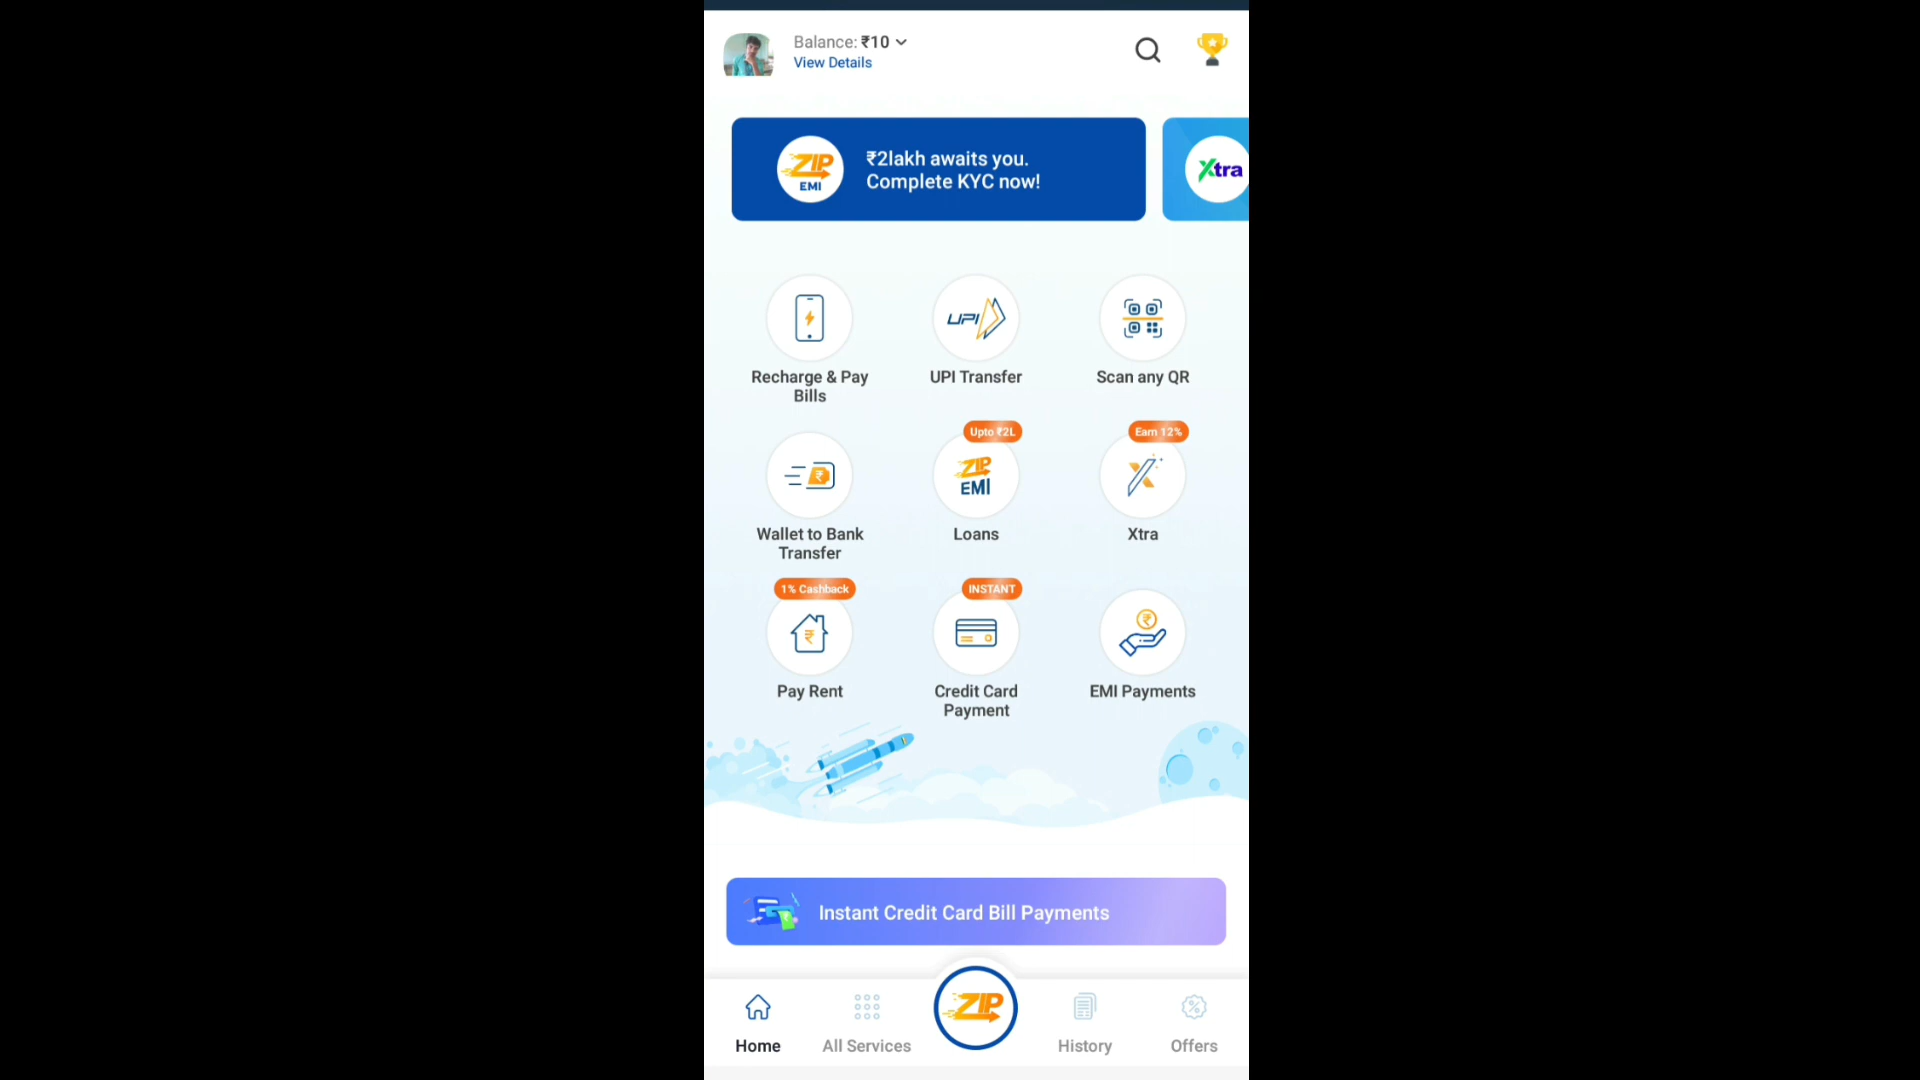 Balance: ₹10
View Details
ZIP
EMI
₹2lakh awaits you.
Complete KYC now!
Xtra
Recharge & Pay
Bills
UPI
UPI Transfer
Scan any QR
Wallet to Bank
Transfer
Upto ₹2L
ZIP
EMI
Loans
Earn 12%
Xtra
1% Cashback
Pay Rent
INSTANT
Credit Card
Payment
EMI Payments
Instant Credit Card Bill Payments
Home
All Services
ZIP
History
Offers